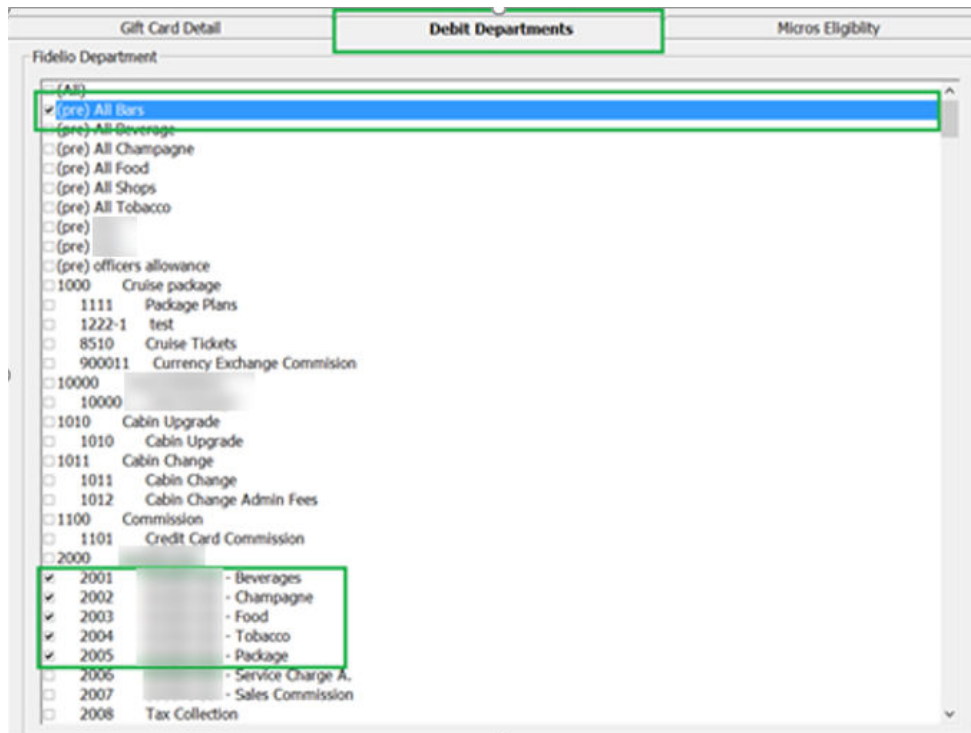 Gift Card Detail Debit Departments Micros Eligiblity
Fidelio Department
(All)
(pre) All Bars
(pre) All Beverage
(pre) All Champagne
(pre) All Food
(pre) All Shops
(pre) All Tobacco
(pre)
(pre)
(pre) officers allowance
1000 Cruise package
1111 Package Plans
1222-1 test
8510 Cruise Tickets
900011 Currency Exchange Commision
10000
10000
1010 Cabin Upgrade
1010 Cabin Upgrade
1011 Cabin Change
1011 Cabin Change
1012 Cabin Change Admin Fees
1100 Commission
1101 Credit Card Commission
2000
2001 - Beverages
2002 - Champagne
2003 - Food
2004 - Tobacco
2005 - Package
2006 - Service Charge A.
2007 - Sales Commission
2008 Tax Collection